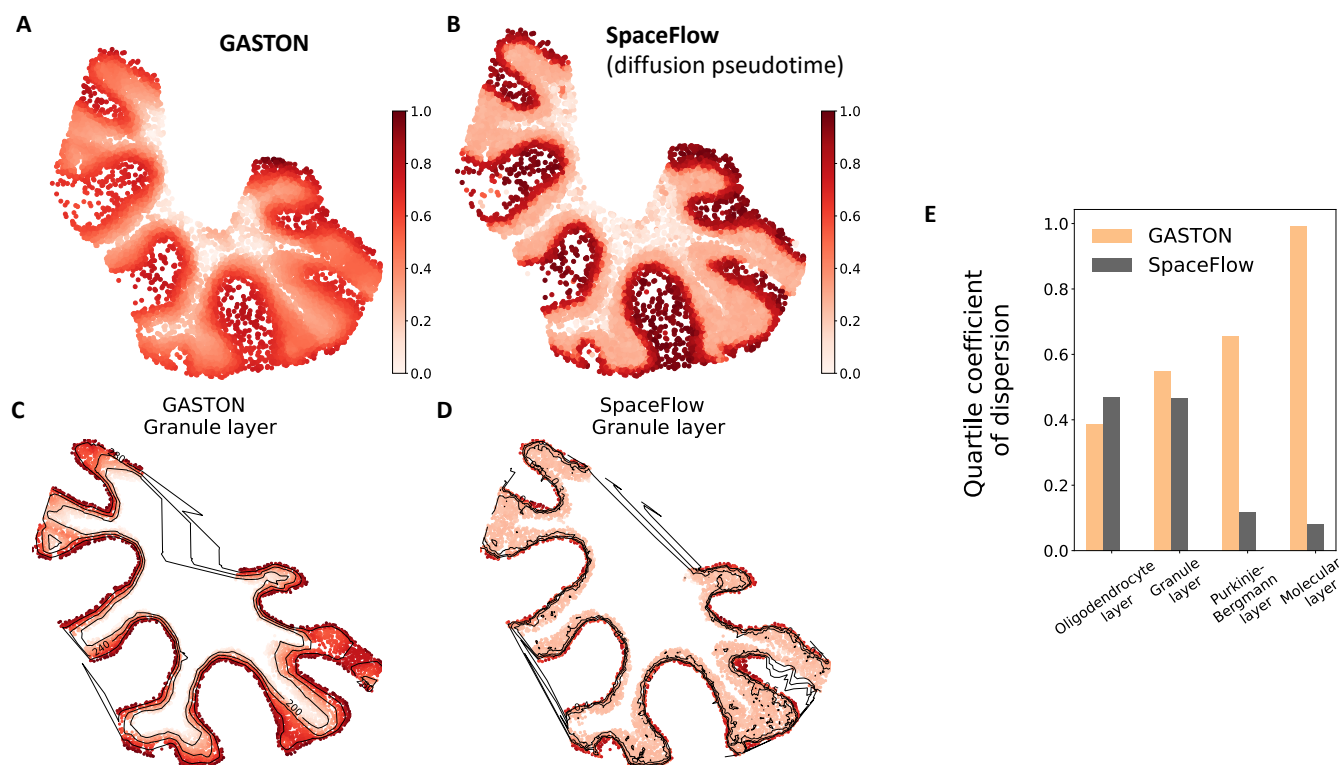 A
GASTON
1.0
0.8
0.6
0.4
0.2
0.0
B
SpaceFlow
(diffusion pseudotime)
1.0
0.8
0.6
0.4
0.2
0.0
C
GASTON
Granule layer
240
200
D
SpaceFlow
Granule layer
E
Quartile coefficient
of dispersion
1.0
0.8
0.6
0.4
0.2
0.0
GASTON
SpaceFlow
Oligodendrocyte
layer
Granule
layer
Purkinje-
Bergmann
layer
Molecular
layer